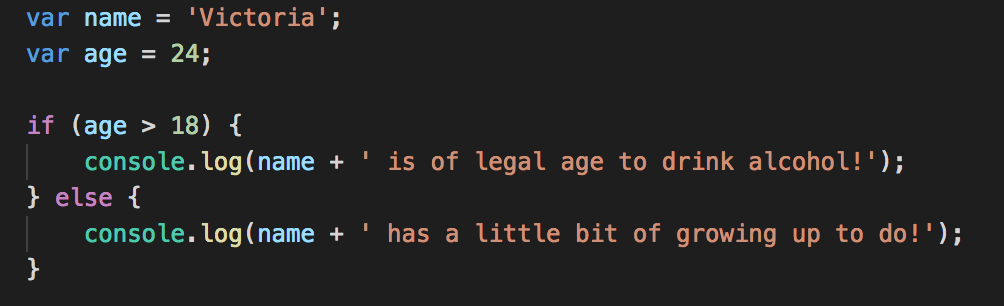 var name = 'Victoria';
var age = 24;
if (age > 18) {
console.log(name + ' is of legal age to drink alcohol!');
} else {
console.log(name + ' has a little bit of growing up to do!');
}